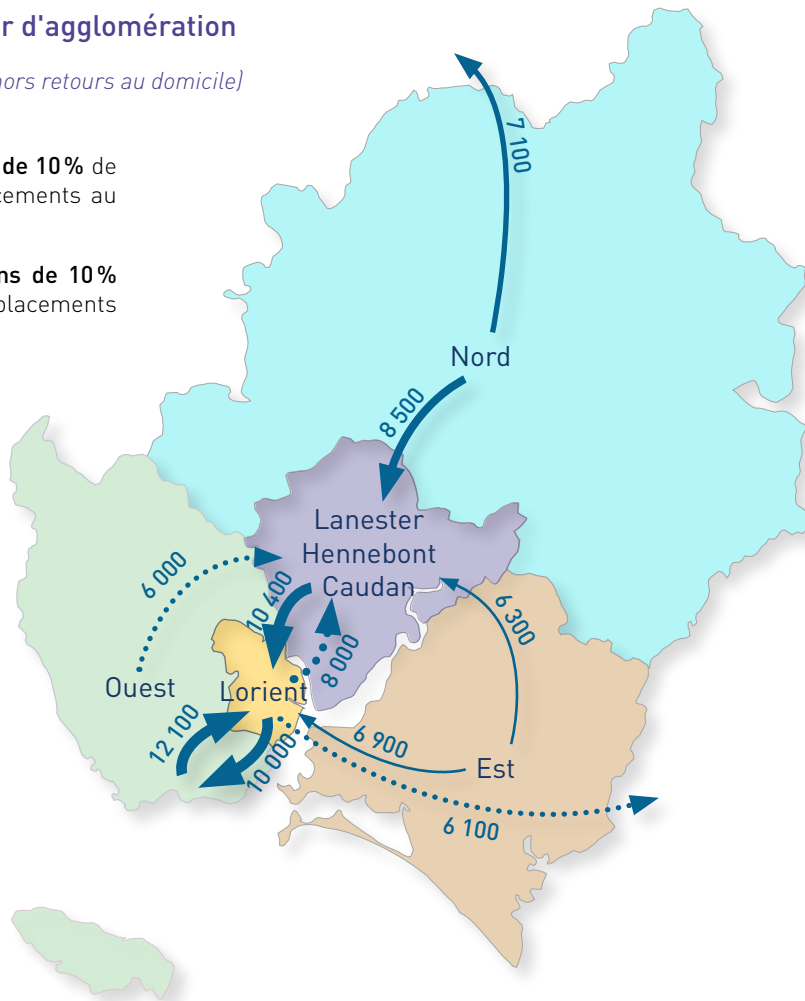 r d'agglomération
hors retours au domicile)
de 10 % de
cements au
ns de 10 %
placements
7 100
Nord
8 500
Lanester
Hennebont
Caudan
6 000
10 400
6 300
8 000
Ouest
Lorient
12 100
10 000
6 900
Est
6 100